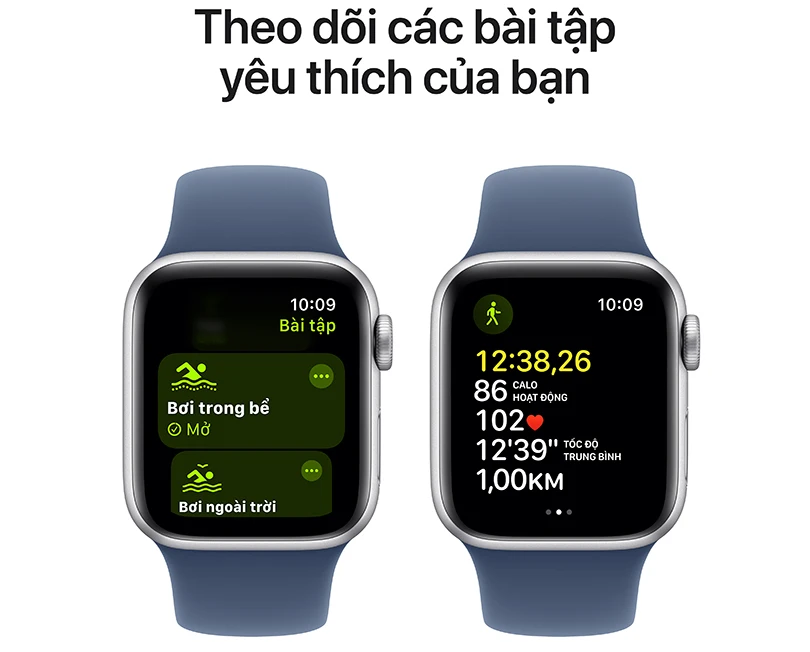 Theo dõi các bài tập
yêu thích của bạn
10:09
Bài tập
Bơi trong bể
Mở
Bơi ngoài trời
10:09
12:38,26
86 CALO
HOẠT ĐỘNG
102
12'39" TỐC ĐỘ
TRUNG BÌNH
1,00KM